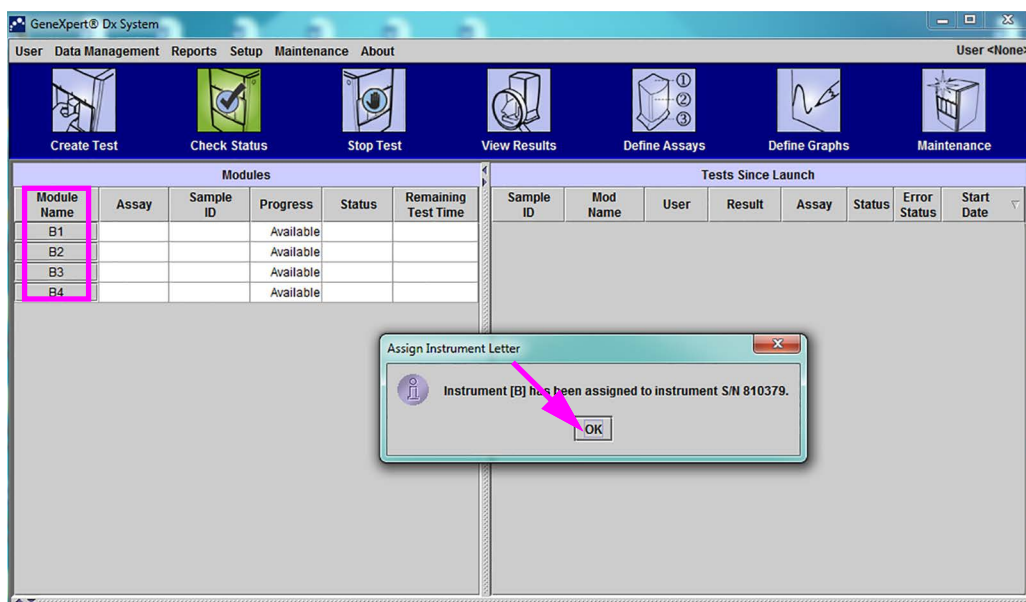 GeneXpert® Dx System
User Data Management Reports Setup Maintenance About User <None>
Create Test Check Status Stop Test View Results Define Assays Define Graphs Maintenance
Modules
Module Name Assay Sample ID Progress Status Remaining Test Time
B1 Available
B2 Available
B3 Available
B4 Available
Tests Since Launch
Sample ID Mod Name User Result Assay Status Error Status Start Date
Assign Instrument Letter
Instrument [B] has been assigned to instrument S/N 810379.
OK